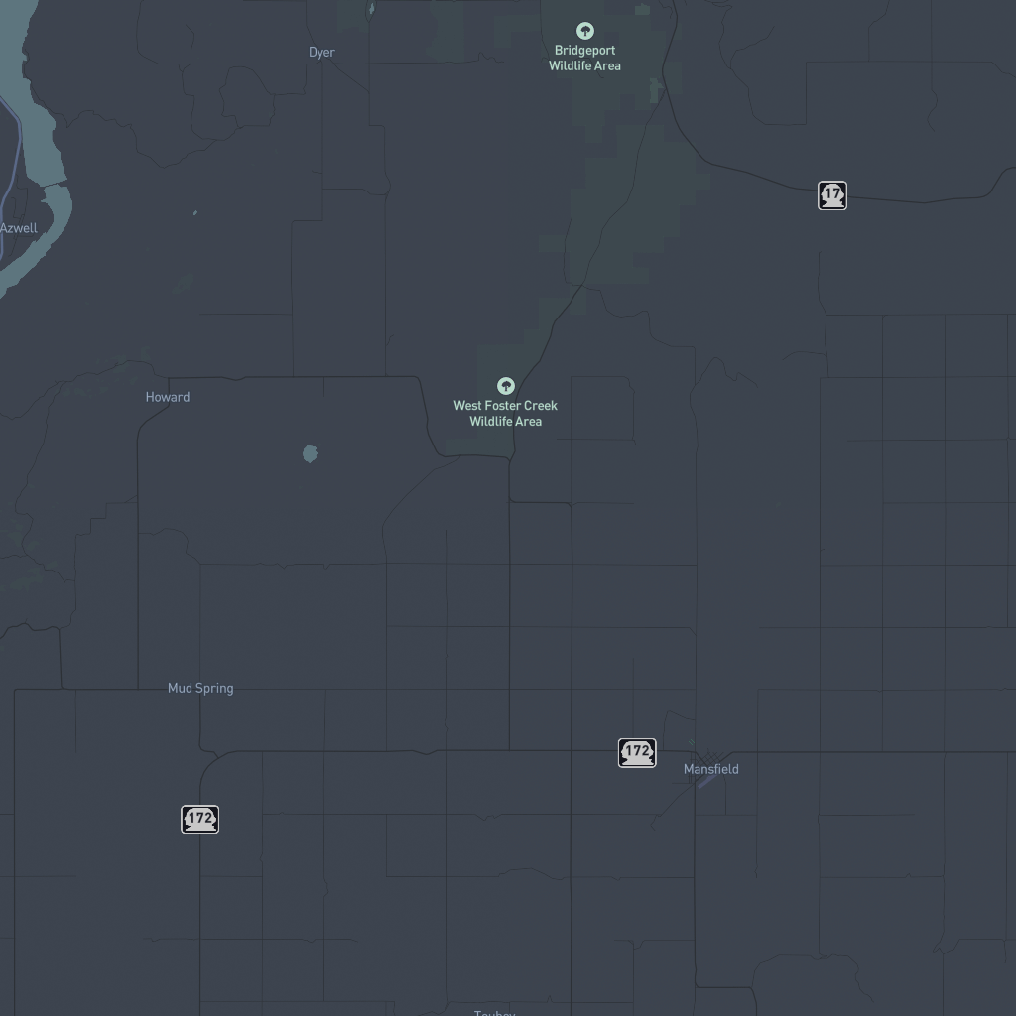 Dyer
Bridgeport
Wildlife Area
17
Azwell
Howard
West Foster Creek
Wildlife Area
Mud Spring
172
Mansfield
172